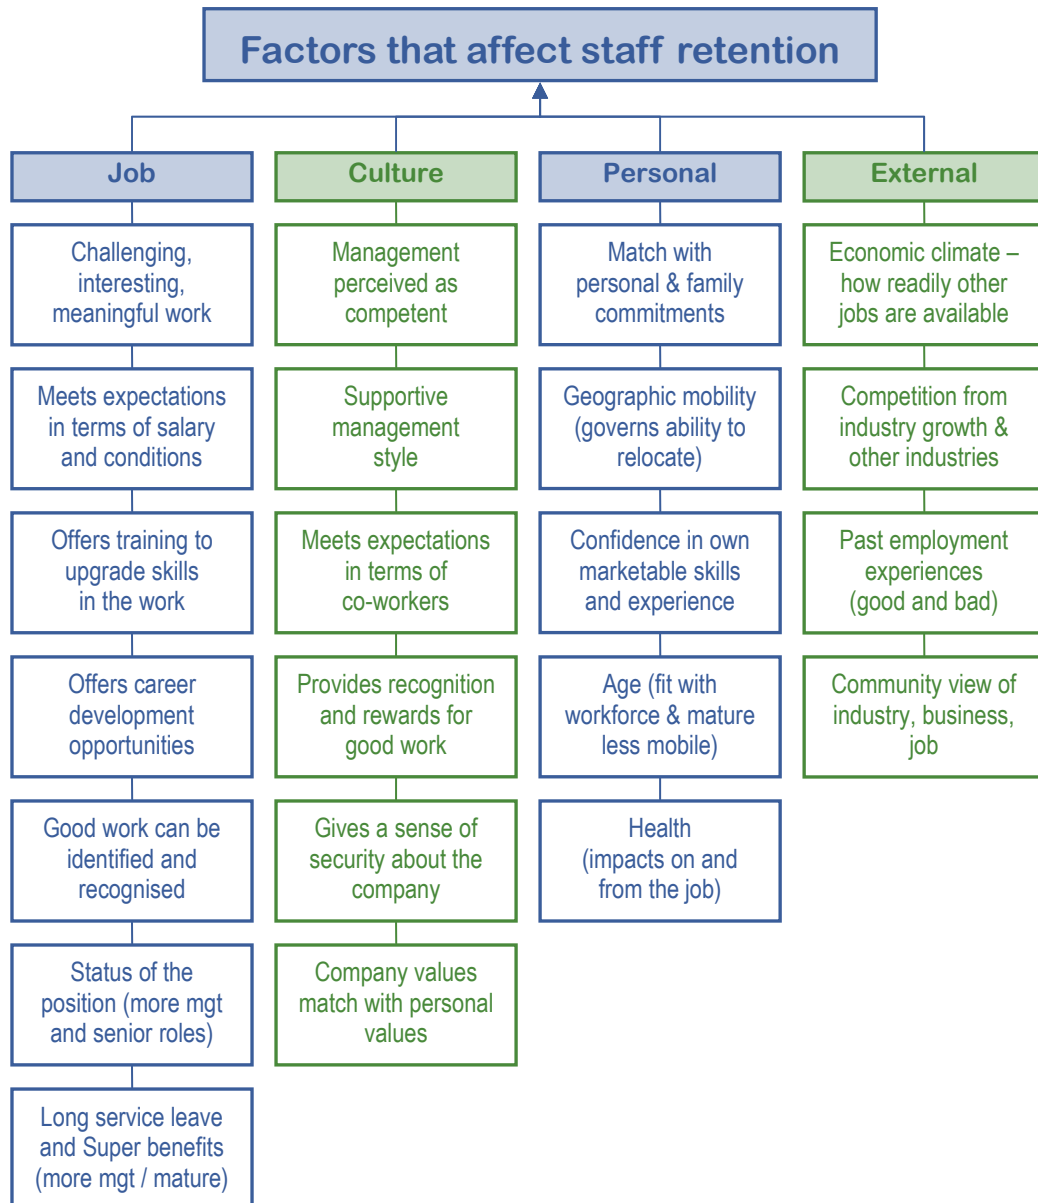 Factors that affect staff retention
Job
Challenging,
interesting,
meaningful work
Meets expectations
in terms of salary
and conditions
Offers training to
upgrade skills
in the work
Offers career
development
opportunities
Good work can be
identified and
recognised
Status of the
position (more mgt
and senior roles)
Long service leave
and Super benefits
(more mgt / mature)
Culture
Management
perceived as
competent
Supportive
management
style
Meets expectations
in terms of
co-workers
Provides recognition
and rewards for
good work
Gives a sense of
security about the
company
Company values
match with personal
values
Personal
Match with
personal & family
commitments
Geographic mobility
(governs ability to
relocate)
Confidence in own
marketable skills
and experience
Age (fit with
workforce & mature
less mobile)
Health
(impacts on and
from the job)
External
Economic climate –
how readily other
jobs are available
Competition from
industry growth &
other industries
Past employment
experiences
(good and bad)
Community view of
industry, business,
job